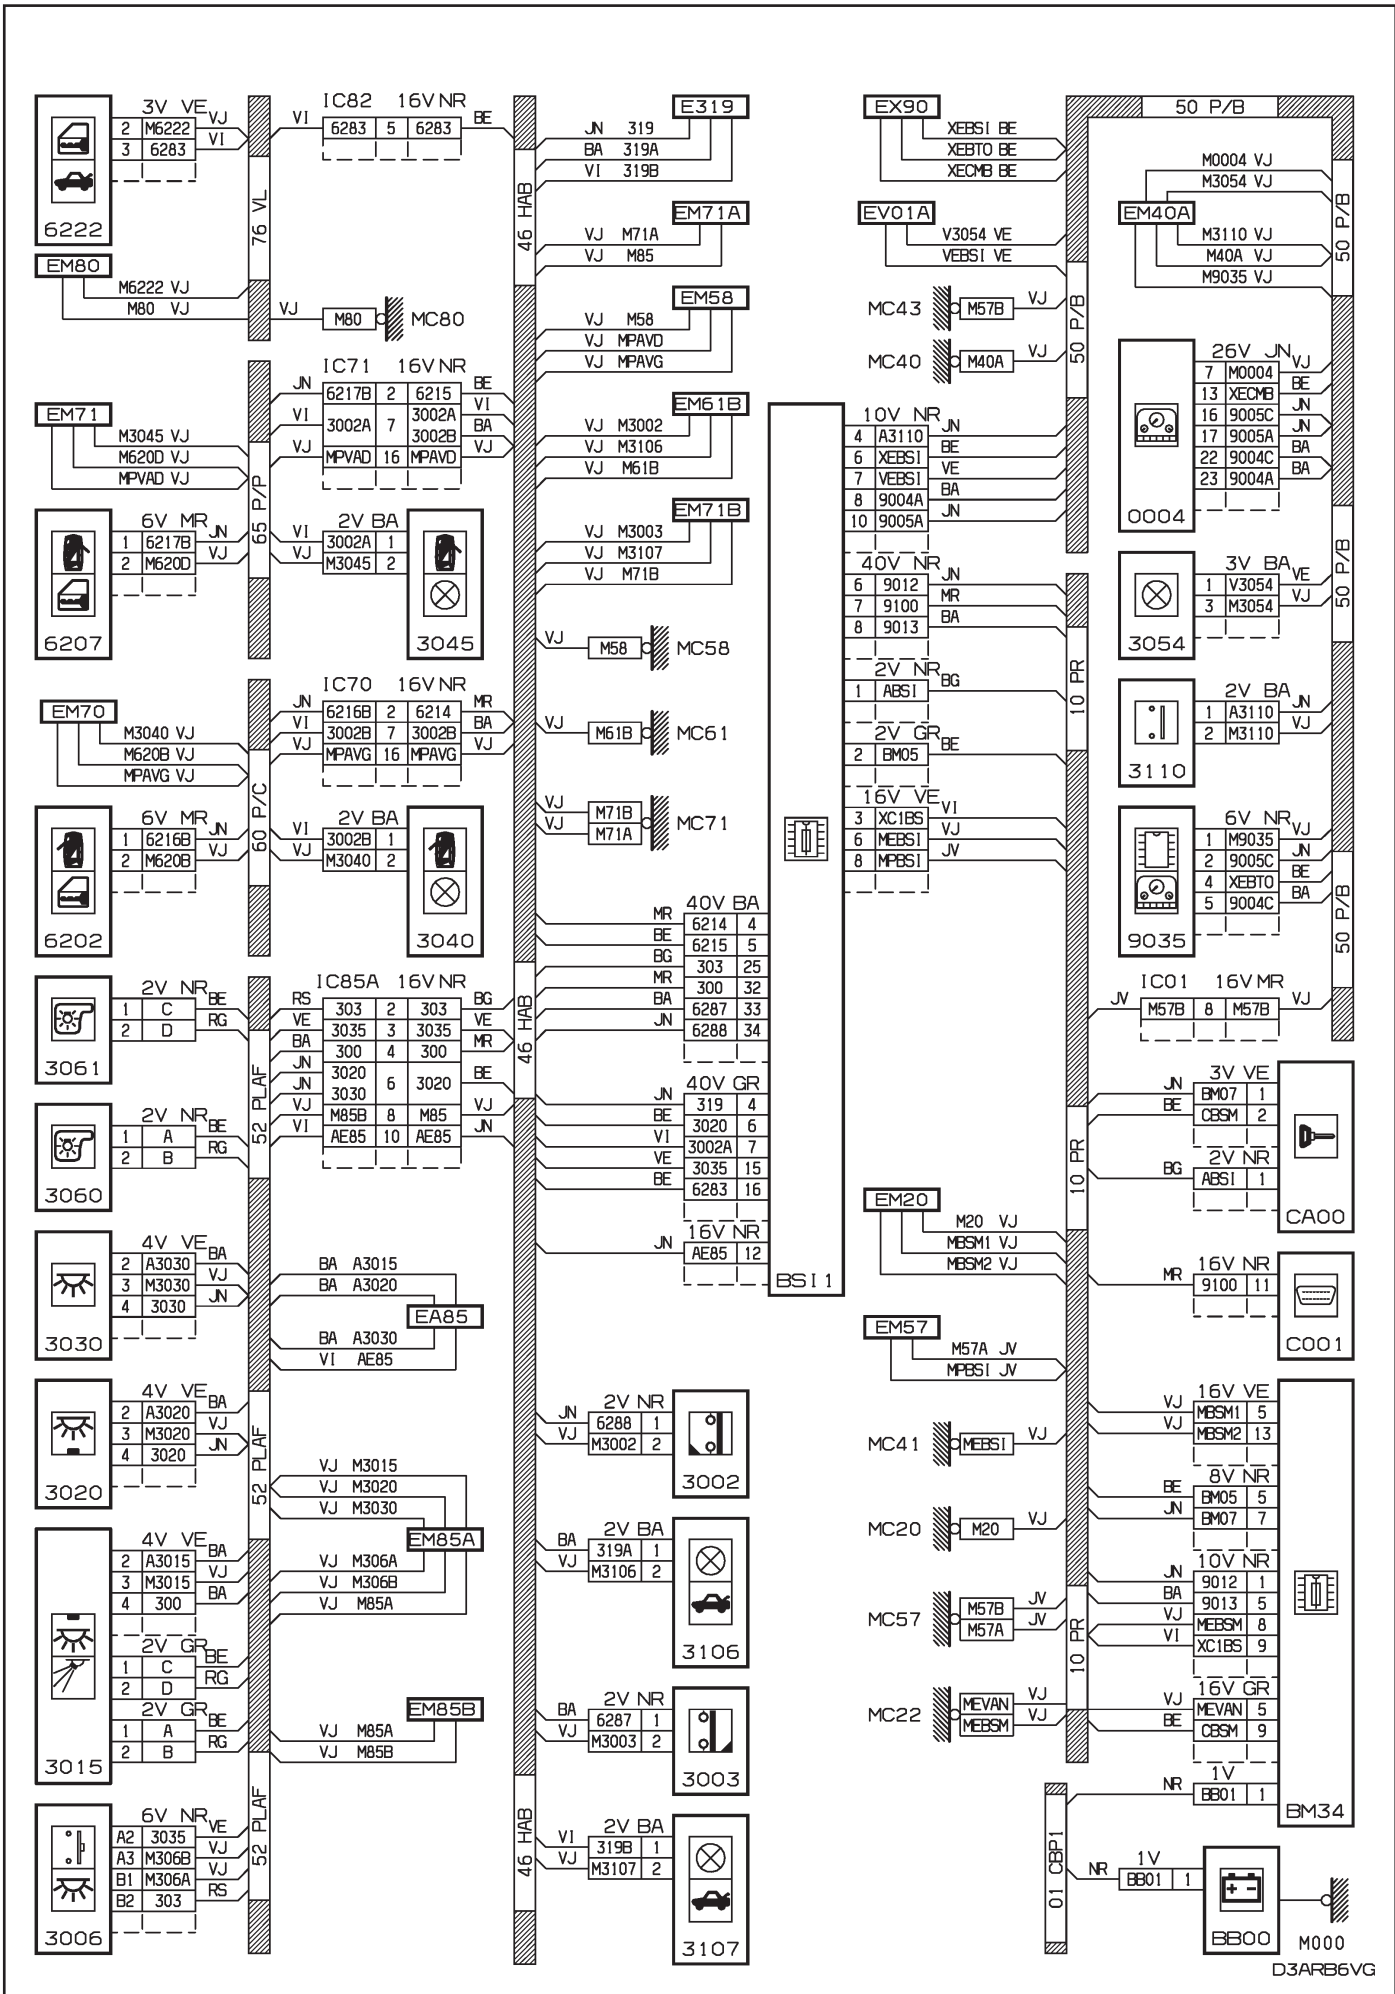 3V VE
2 M6222 VJ
3 6283 VI
6222
EM80
M6222 VJ
M80 VJ
76 VL
VI
IC82 16V NR
6283 5 6283
BE
VJ
M80
MC80
EM71
M3045 VJ
M620D VJ
MPVAD VJ
65 P/P
IC71 16V NR
JN 6217B 2 6215 BE
VI 3002A 7 3002A VI
3002B BA
VJ MPVAD 16 MPAVD VJ
6V MR
1 6217B JN
2 M620D VJ
6207
2V BA
VI 3002A 1
VJ M3045 2
3045
EM70
M3040 VJ
M620B VJ
MPAVG VJ
60 P/C
IC70 16V NR
JN 6216B 2 6214 MR
VI 3002B 7 3002B BA
VJ MPAVG 16 MPAVG VJ
6V MR
1 6216B JN
2 M620B VJ
6202
2V BA
VI 3002B 1
VJ M3040 2
3040
2V NR
1 C BE
2 D RG
3061
2V NR
1 A BE
2 B RG
3060
52 PLAF
IC85A 16V NR
RS 303 2 303 BG
VE 3035 3 3035 VE
BA 300 4 300 MR
JN 3020 6 3020 BE
JN 3030
VJ M85B 8 M85 VJ
VI AE85 10 AE85 JN
4V VE
2 A3030 BA
3 M3030 VJ
4 3030 JN
3030
BA A3015
BA A3020
EA85
BA A3030
VI AE85
4V VE
2 A3020 BA
3 M3020 VJ
4 3020 JN
3020
52 PLAF
VJ M3015
VJ M3020
VJ M3030
EM85A
VJ M306A
VJ M306B
VJ M85A
4V VE
2 A3015 BA
3 M3015 VJ
4 300 BA
2V GR
1 C BE
2 D RG
2V GR
1 A BE
2 B RG
3015
EM85B
VJ M85A
VJ M85B
52 PLAF
6V NR
A2 3035 VE
A3 M306B VJ
B1 M306A VJ
B2 303 RS
3006
46 HAB
E319
JN 319
BA 319A
VI 319B
EM71A
VJ M71A
VJ M85
EM58
VJ M58
VJ MPAVD
VJ MPAVG
EM61B
VJ M3002
VJ M3106
VJ M61B
EM71B
VJ M3003
VJ M3107
VJ M71B
VJ M58 MC58
VJ M61B MC61
VJ M71B
VJ M71A
MC71
46 HAB
40V BA
MR 6214 4
BE 6215 5
BG 303 25
MR 300 32
BA 6287 33
JN 6288 34
40V GR
JN 319 4
BE 3020 6
VI 3002A 7
VE 3035 15
BE 6283 16
16V NR
JN AE85 12
BSI1
2V NR
JN 6288 1
VJ M3002 2
3002
2V BA
BA 319A 1
VJ M3106 2
3106
2V NR
BA 6287 1
VJ M3003 2
3003
46 HAB
2V BA
VI 319B 1
VJ M3107 2
3107
EX90
XEBSI BE
XEBTO BE
XECMB BE
EV01A
V3054 VE
VEBSI VE
MC43 M57B VJ
MC40 M40A VJ
50 P/B
10V NR
4 A3110 JN
6 XEBSI BE
7 VEBSI VE
8 9004A BA
10 9005A JN
40V NR
6 9012 JN
7 9100 MR
8 9013 BA
2V NR
1 ABSI BG
2V GR
2 BM05 BE
16V VE
3 XC1BS VI
6 MEBSI VJ
8 MPBSI JV
10 PR
EM20
M20 VJ
MBSM1 VJ
MBSM2 VJ
EM57
M57A JV
MPBSI JV
MC41 MEBSI VJ
MC20 M20 VJ
MC57
M57B JV
M57A JV
MC22
MEVAN VJ
MEBSM VJ
10 PR
10 PR
50 P/B
M0004 VJ
M3054 VJ
EM40A
M3110 VJ
M40A VJ
M9035 VJ
50 P/B
26V JN
7 M0004 VJ
13 XECMB BE
16 9005C JN
17 9005A JN
22 9004C BA
23 9004A BA
0004
3V BA
1 V3054 VE
3 M3054 VJ
3054
50 P/B
2V BA
1 A3110 JN
2 M3110 VJ
3110
6V NR
1 M9035 VJ
2 9005C JN
4 XEBTO BE
5 9004C BA
9035
50 P/B
IC01 16V MR
JV M57B 8 M57B VJ
3V VE
JN BM07 1
BE CBSM 2
2V NR
BG ABSI 1
CA00
16V NR
MR 9100 11
C001
16V VE
VJ MBSM1 5
VJ MBSM2 13
8V NR
BE BM05 5
JN BM07 7
10V NR
JN 9012 1
BA 9013 5
VJ MEBSM 8
VI XC1BS 9
16V GR
VJ MEVAN 5
BE CBSM 9
1V
NR BB01 1
BM34
01 CBP1
1V
NR BB01 1
+ -
BB00
M000
D3ARB6VG